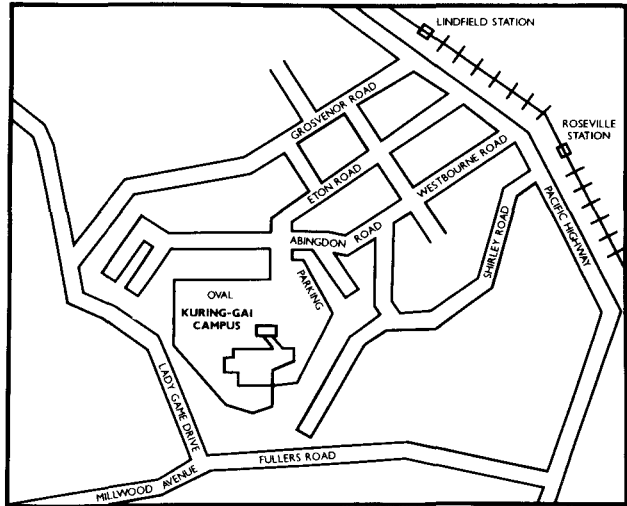 LINDFIELD STATION
ROSEVILLE
STATION
GROSVENOR ROAD
ETON ROAD
WESTBOURNE ROAD
ABINGDON ROAD
SHIRLEY ROAD
PACIFIC HIGHWAY
PARKING
OVAL
KURING-GAI
CAMPUS
LADY GAME DRIVE
FULLERS ROAD
MILLWOOD AVENUE